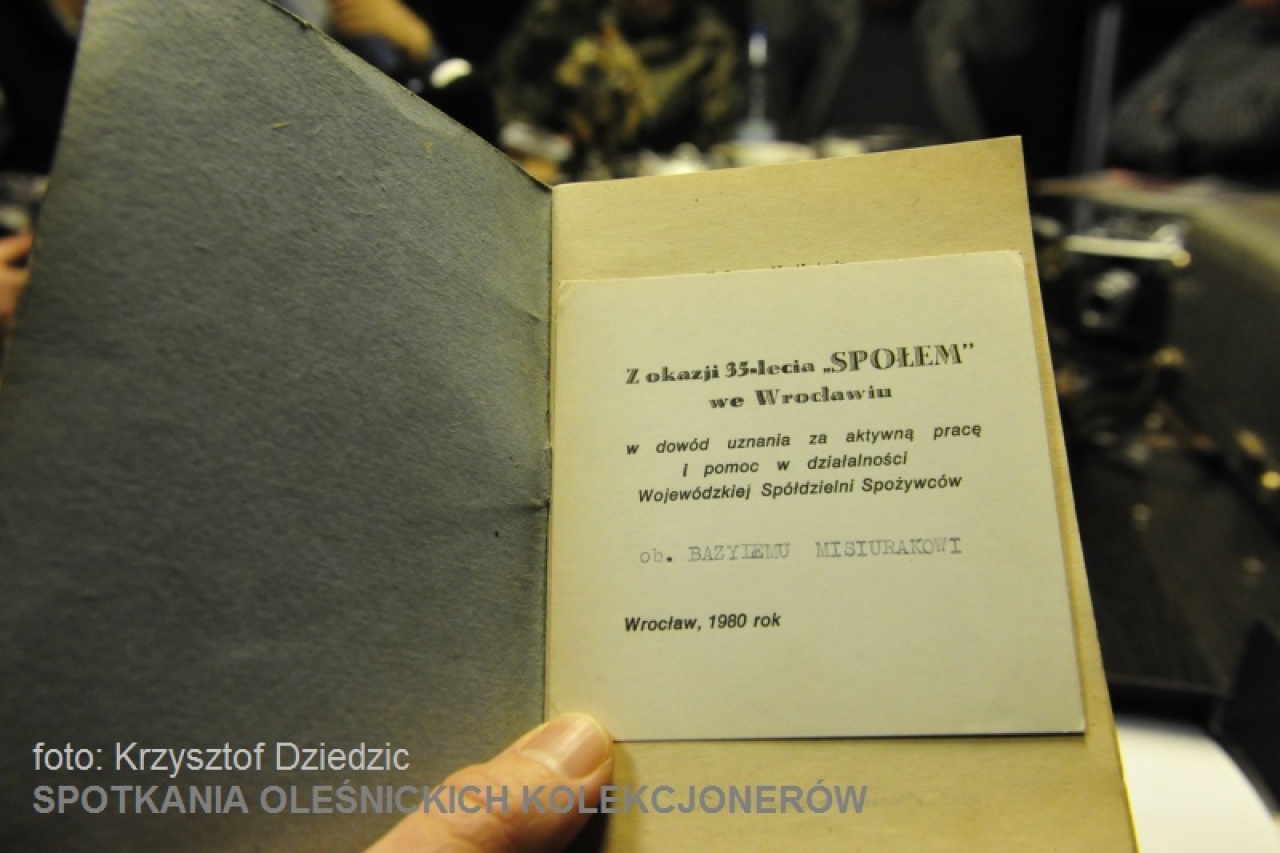 Z okazji 35-lecia „SPOŁEM”
we Wrocławiu
w dowód uznania za aktywną pracę
i pomoc w działalności
Wojewódzkiej Spółdzielni Spożywców
ob. BAZYIEMU MISIURAKOWI
Wrocław, 1980 rok
foto: Krzysztof Dziedzic
SPOTKANIA OLEŚNICKICH KOLEKCJONERÓW